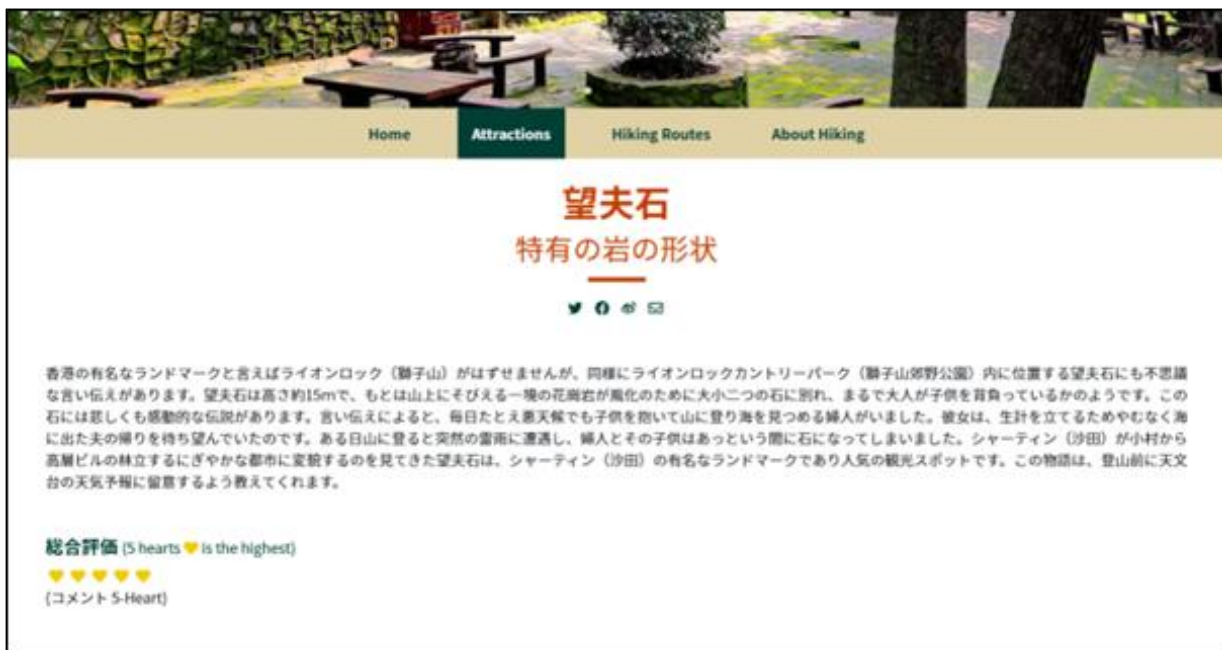 Home Attractions Hiking Routes About Hiking
望夫石
特有の岩の形状
香港の有名なランドマークと言えばライオンロック（獅子山）がはずせませんが、同様にライオンロックカントリーパーク（獅子山郊野公園）内に位置する望夫石にも不思議
な言い伝えがあります。望夫石は高さ約15mで、もとは山上にそびえる一塊の花崗岩が風化のために大小二つの石に別れ、まるで大人が子供を背負っているかのようです。この
石には悲しくも感動的な伝説があります。言い伝えによると、毎日たとえ悪天候でも子供を抱いて山に登り海を見つめる婦人がいました。彼女は、生計を立てるためやむなく海
に出た夫の帰りを待ち望んでいたのです。ある日山に登ると突然の雷雨に遭遇し、婦人とその子供はあっという間に石になってしまいました。シャーティン（沙田）が小村から
高層ビルの林立するにぎやかな都市に変貌するのを見てきた望夫石は、シャーティン（沙田）の有名なランドマークであり人気の観光スポットです。この物語は、登山前に天文
台の天気予報に留意するよう教えてくれます。
総合評価 (5 hearts 💛 is the highest)
💛 💛 💛 💛 💛
(コメント 5-Heart)